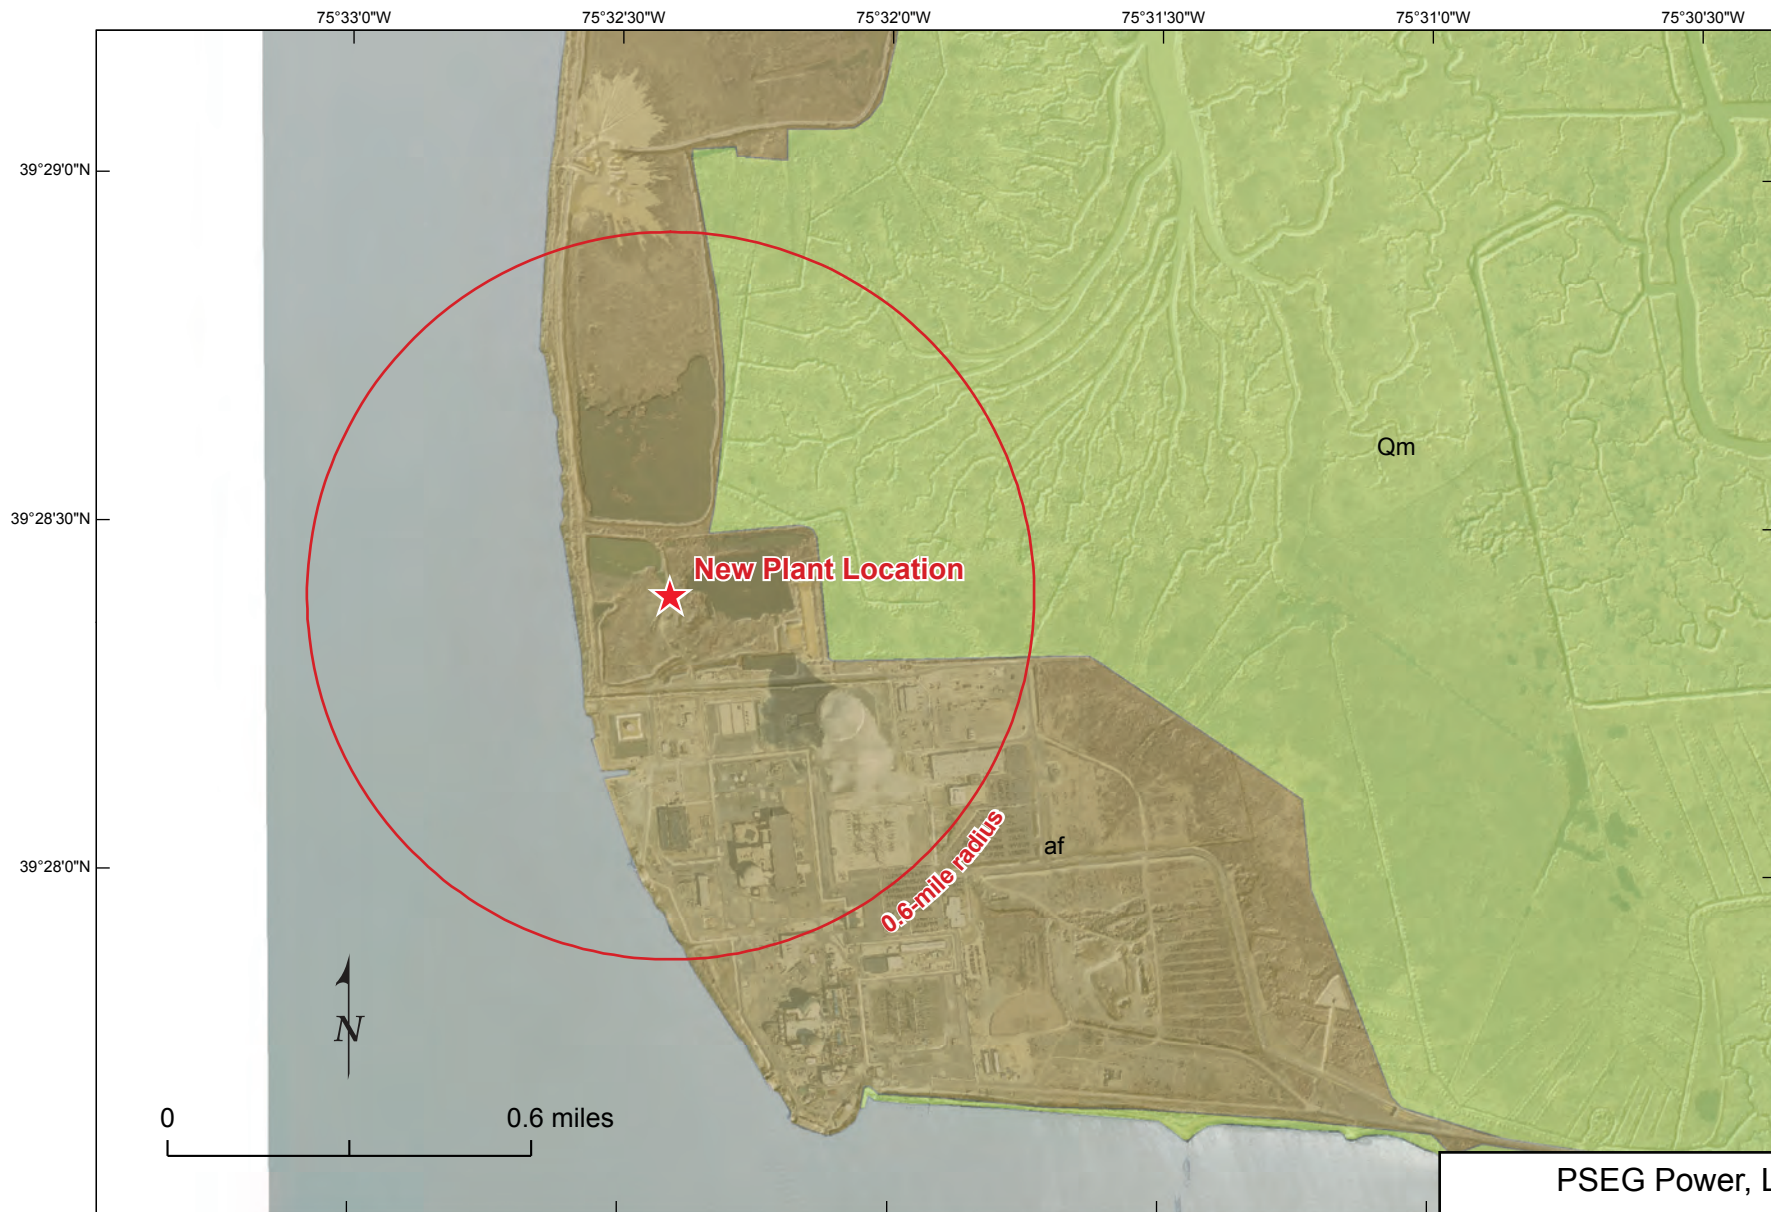 75°33'0"W
75°32'30"W
75°32'0"W
75°31'30"W
75°31'0"W
75°30'30"W
39°29'0"N
Qm
39°28'30"N
New Plant Location
af
0.6-mile radius
39°28'0"N
N
0
0.6 miles
PSEG Power, L